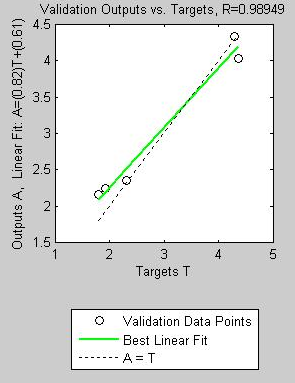 Validation Outputs vs. Targets, R=0.98949
Outputs A, Linear Fit: A=(0.82)T+(0.61)
4.5
4
3.5
3
2.5
2
1.5
1 2 3 4 5
Targets T
Validation Data Points
Best Linear Fit
A = T